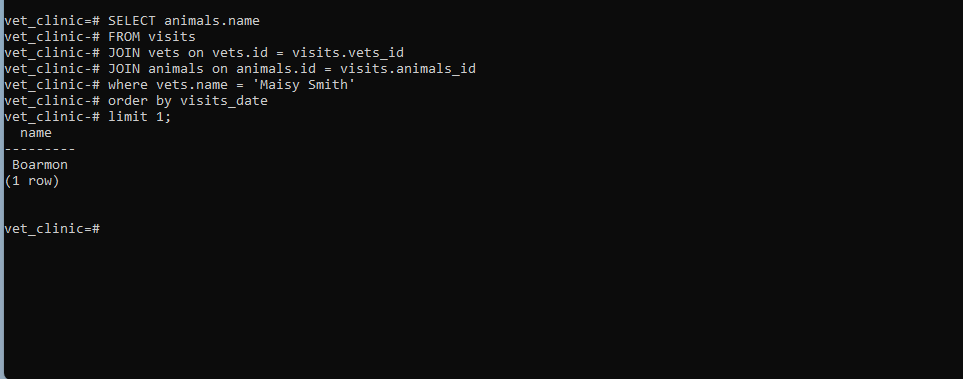 vet_clinic=# SELECT animals.name
vet_clinic-# FROM visits
vet_clinic-# JOIN vets on vets.id = visits.vets_id
vet_clinic-# JOIN animals on animals.id = visits.animals_id
vet_clinic-# where vets.name = 'Maisy Smith'
vet_clinic-# order by visits_date
vet_clinic-# limit 1;
  name
---------
 Boarmon
(1 row)
vet_clinic=#